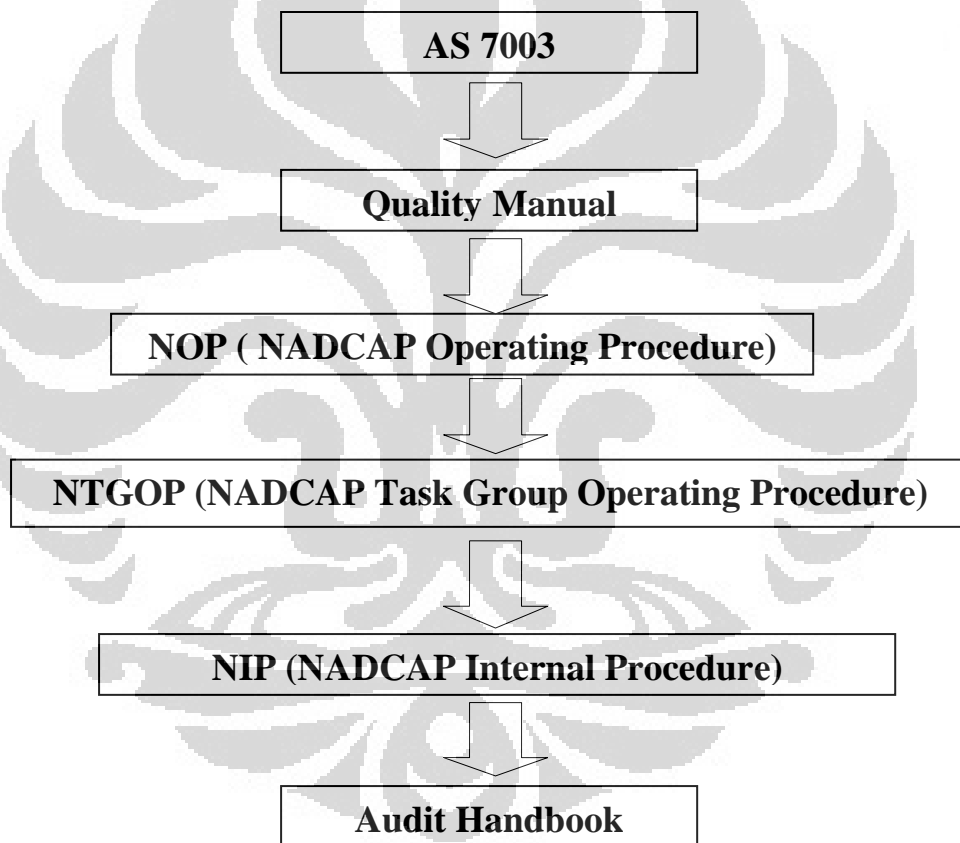 AS 7003
Quality Manual
NOP ( NADCAP Operating Procedure)
NTGOP (NADCAP Task Group Operating Procedure)
NIP (NADCAP Internal Procedure)
Audit Handbook